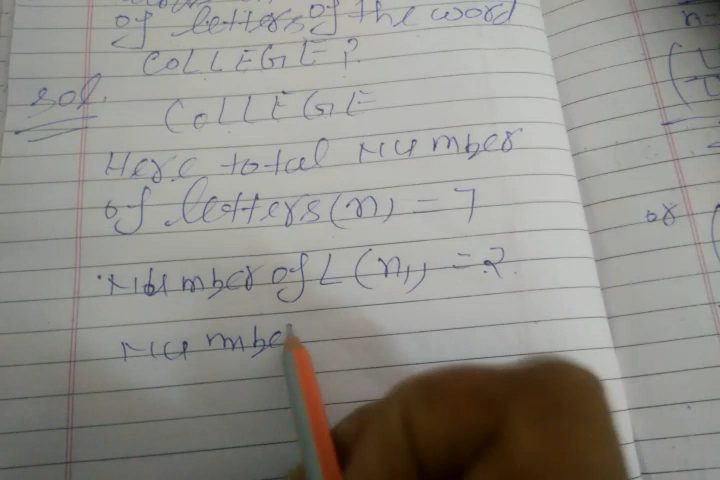 of letters of the word
COLLEGE?
Sol.
COLLEGE
Here total Number
of letters (n) = 7
Number of L (n₁) = 2
Numbe
n=
or